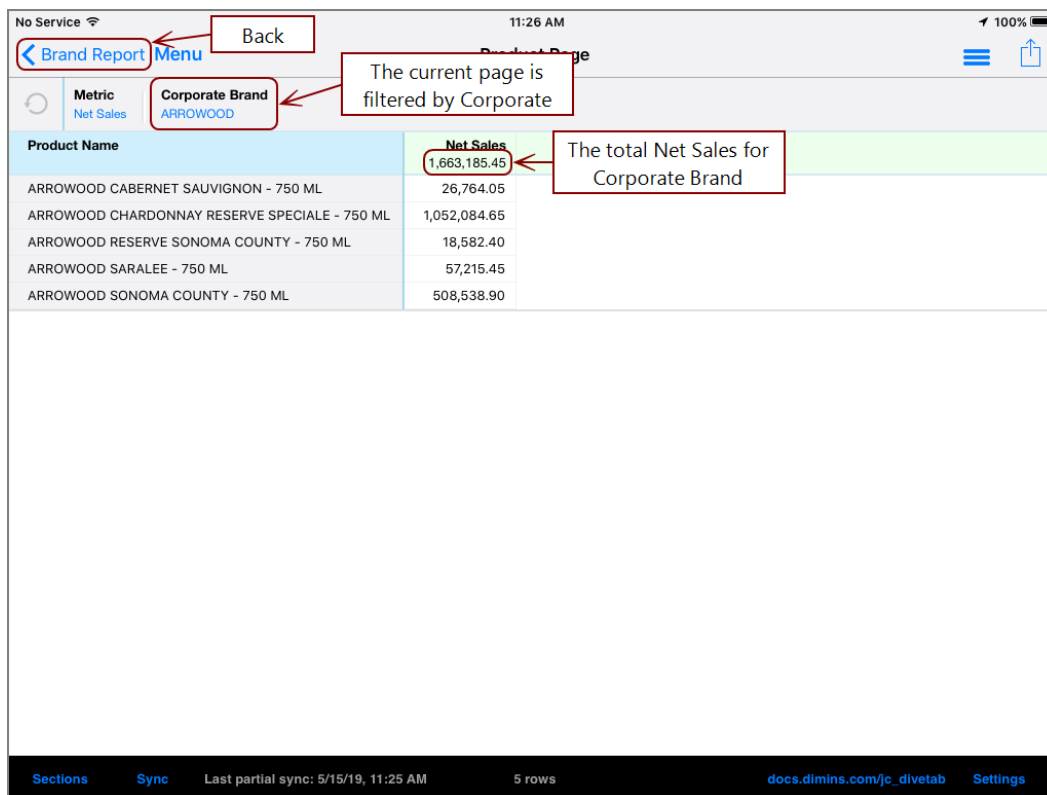 No Service
11:26 AM
100%
Back
Brand Report
Menu
The current page is
filtered by Corporate
Metric
Net Sales
Corporate Brand
ARROWOOD
Product Name
Net Sales
1,663,185.45
The total Net Sales for
Corporate Brand
ARROWOOD CABERNET SAUVIGNON - 750 ML 26,764.05
ARROWOOD CHARDONNAY RESERVE SPECIALE - 750 ML 1,052,084.65
ARROWOOD RESERVE SONOMA COUNTY - 750 ML 18,582.40
ARROWOOD SARALEE - 750 ML 57,215.45
ARROWOOD SONOMA COUNTY - 750 ML 508,538.90
Sections Sync Last partial sync: 5/15/19, 11:25 AM 5 rows docs.dimins.com/jc_divetab Settings